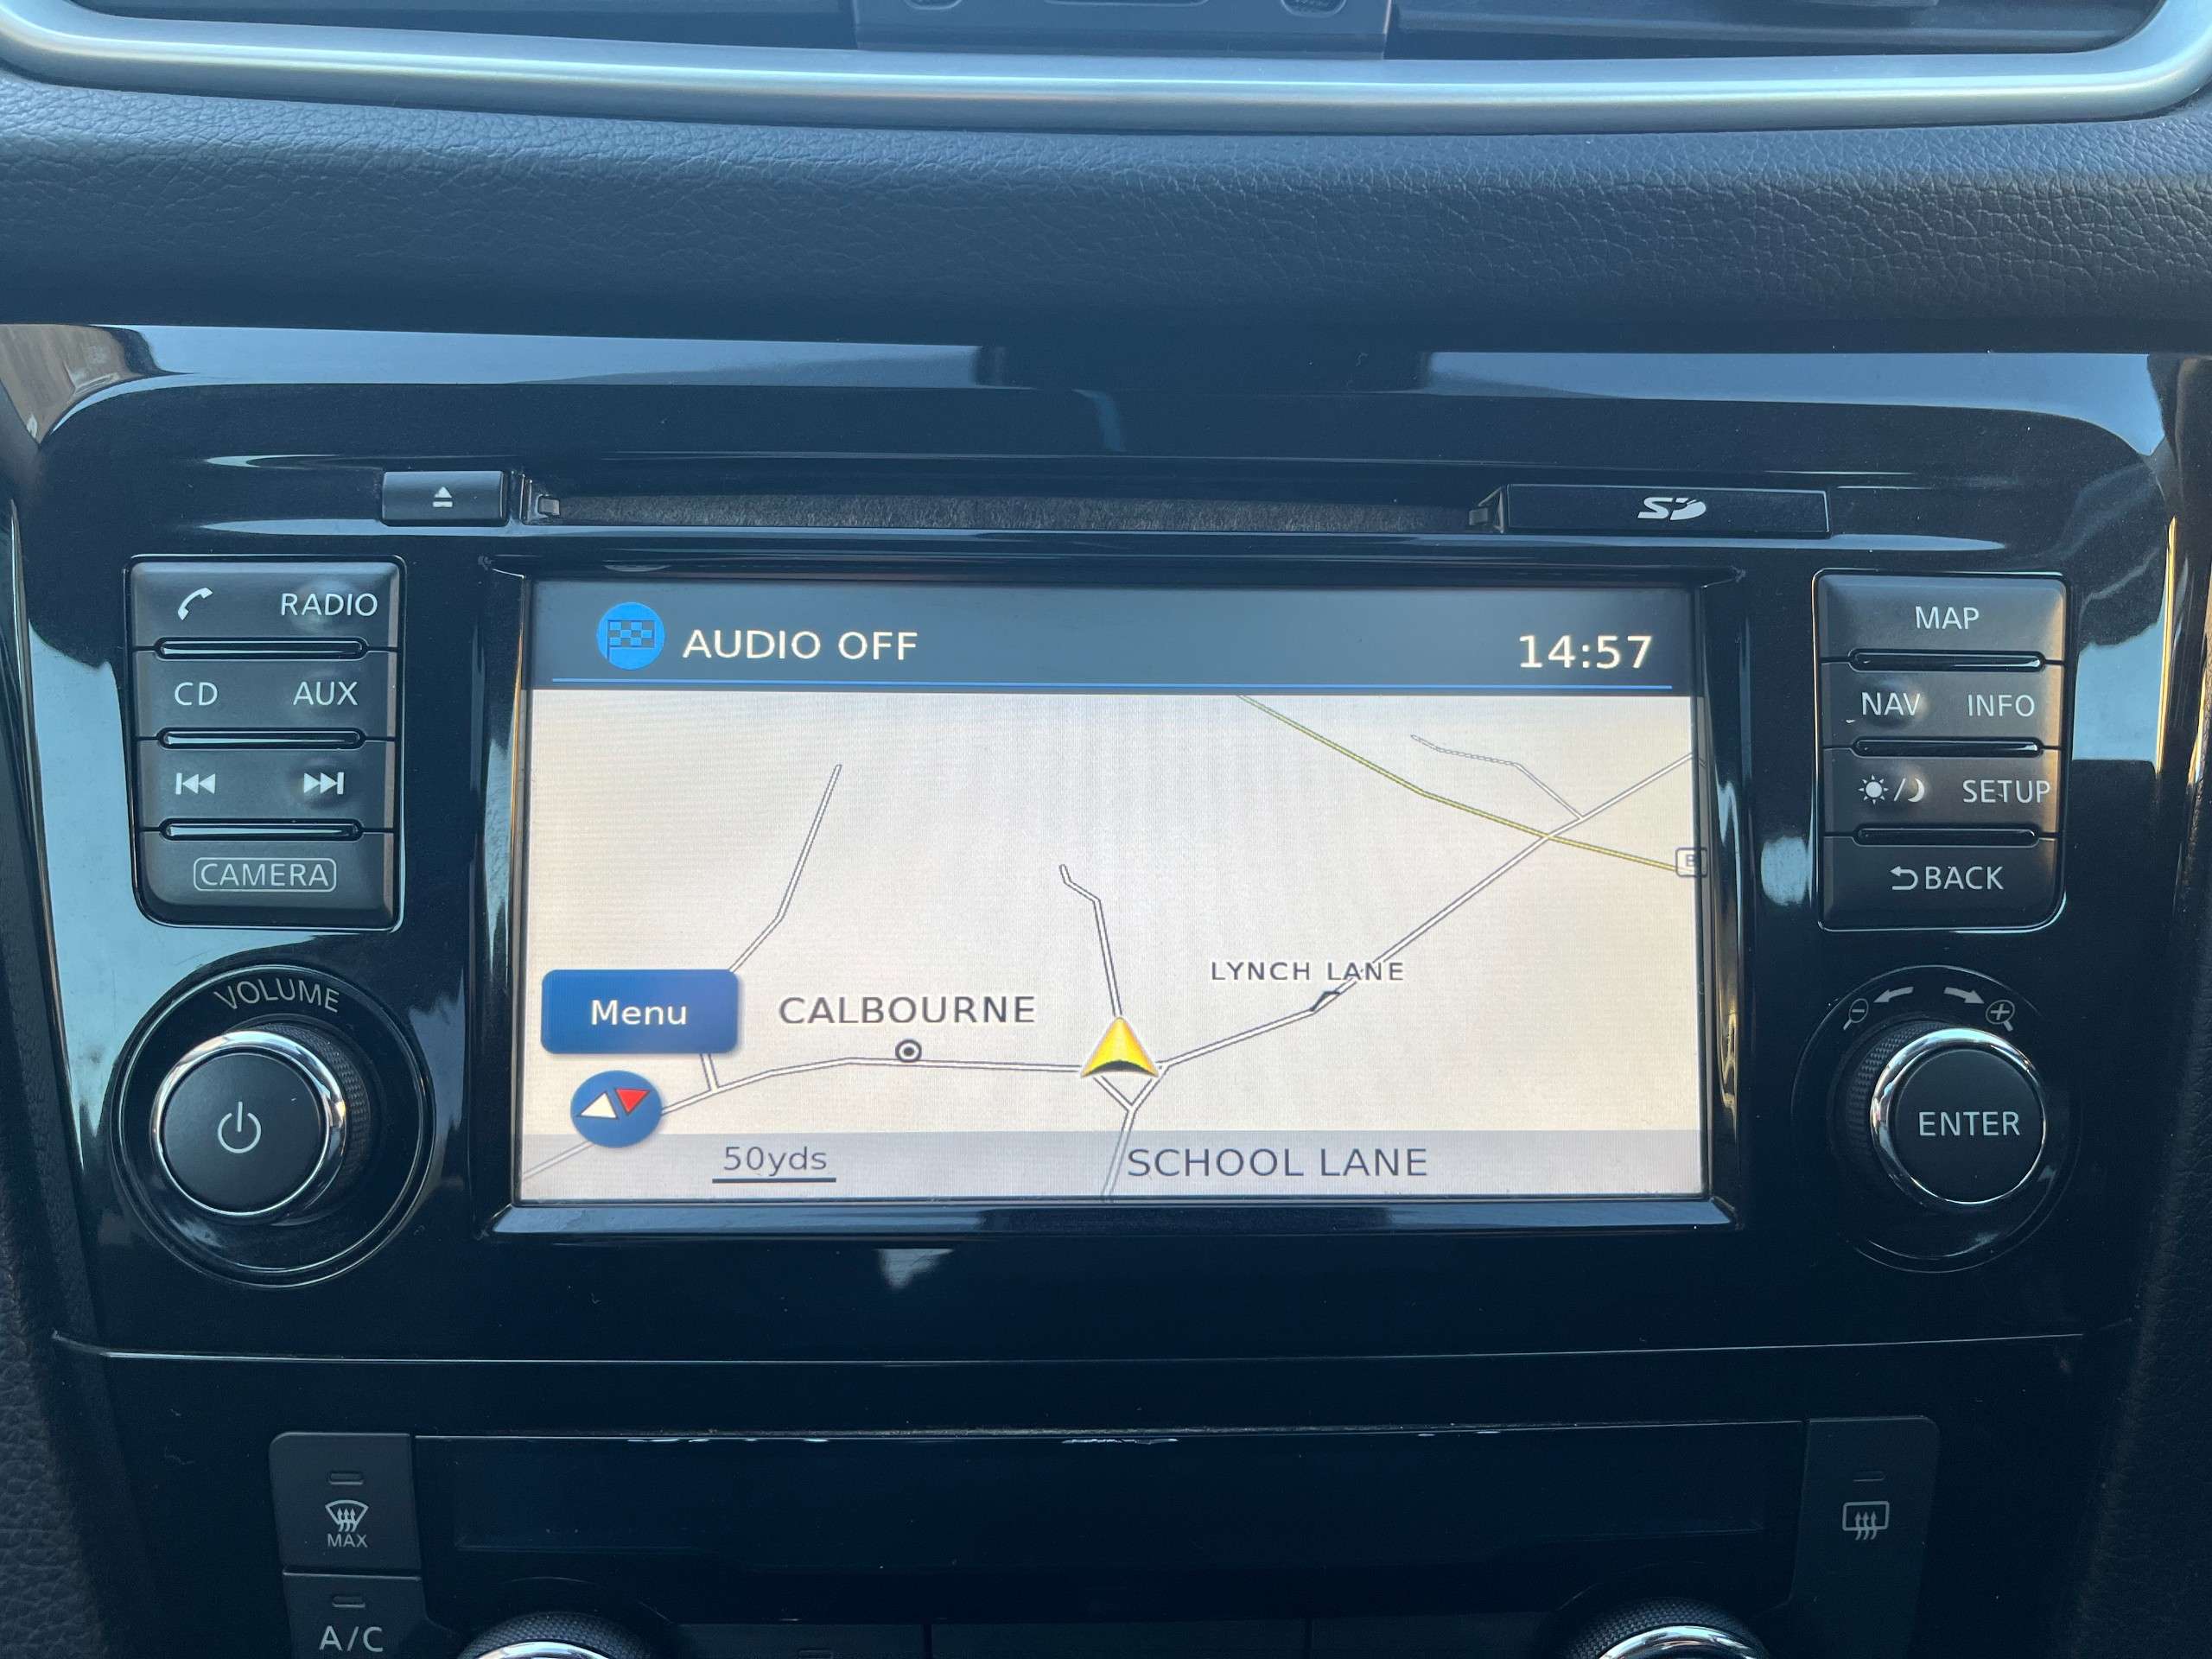 SD
RADIO
CD AUX
CAMERA
VOLUME
AUDIO OFF 14:57
LYNCH LANE
CALBOURNE
Menu
50yds SCHOOL LANE
B
MAP
NAV INFO
SETUP
BACK
ENTER
MAX
A/C